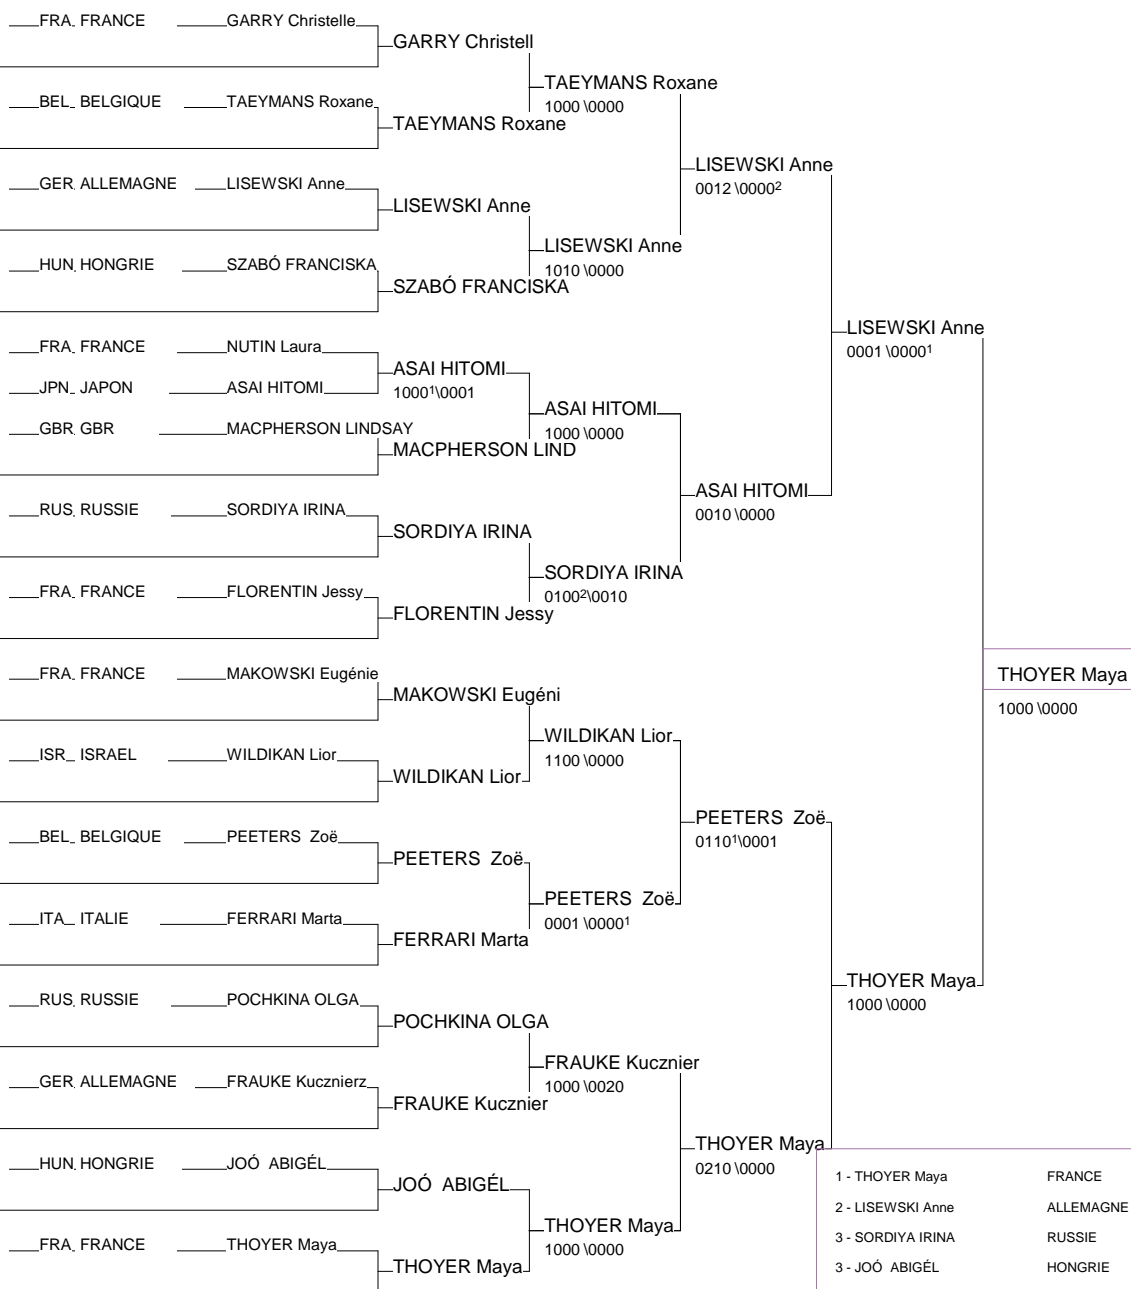 FRA FRANCE GARRY Christelle
GARRY Christell
TAEYMANS Roxane
1000 \0000
BEL BELGIQUE TAEYMANS Roxane
TAEYMANS Roxane
LISEWSKI Anne
0012 \0000²
GER ALLEMAGNE LISEWSKI Anne
LISEWSKI Anne
LISEWSKI Anne
1010 \0000
HUN HONGRIE SZABÓ FRANCISKA
SZABÓ FRANCISKA
LISEWSKI Anne
0001 \0000¹
FRA FRANCE NUTIN Laura
ASAI HITOMI
1000¹\0001
JPN JAPON ASAI HITOMI
ASAI HITOMI
1000 \0000
GBR GBR MACPHERSON LINDSAY
MACPHERSON LIND
ASAI HITOMI
0010 \0000
RUS RUSSIE SORDIYA IRINA
SORDIYA IRINA
SORDIYA IRINA
0100²\0010
FRA FRANCE FLORENTIN Jessy
FLORENTIN Jessy
THOYER Maya
1000 \0000
FRA FRANCE MAKOWSKI Eugénie
MAKOWSKI Eugéni
WILDIKAN Lior
1100 \0000
ISR ISRAEL WILDIKAN Lior
WILDIKAN Lior
PEETERS Zoë
0110¹\0001
BEL BELGIQUE PEETERS Zoë
PEETERS Zoë
PEETERS Zoë
0001 \0000¹
ITA ITALIE FERRARI Marta
FERRARI Marta
THOYER Maya
1000 \0000
RUS RUSSIE POCHKINA OLGA
POCHKINA OLGA
FRAUKE Kucznier
1000 \0020
GER ALLEMAGNE FRAUKE Kucznierz
FRAUKE Kucznier
THOYER Maya
0210 \0000
HUN HONGRIE JOÓ ABIGÉL
JOÓ ABIGÉL
THOYER Maya
1000 \0000
FRA FRANCE THOYER Maya
THOYER Maya
1 - THOYER Maya FRANCE
2 - LISEWSKI Anne ALLEMAGNE
3 - SORDIYA IRINA RUSSIE
3 - JOÓ ABIGÉL HONGRIE